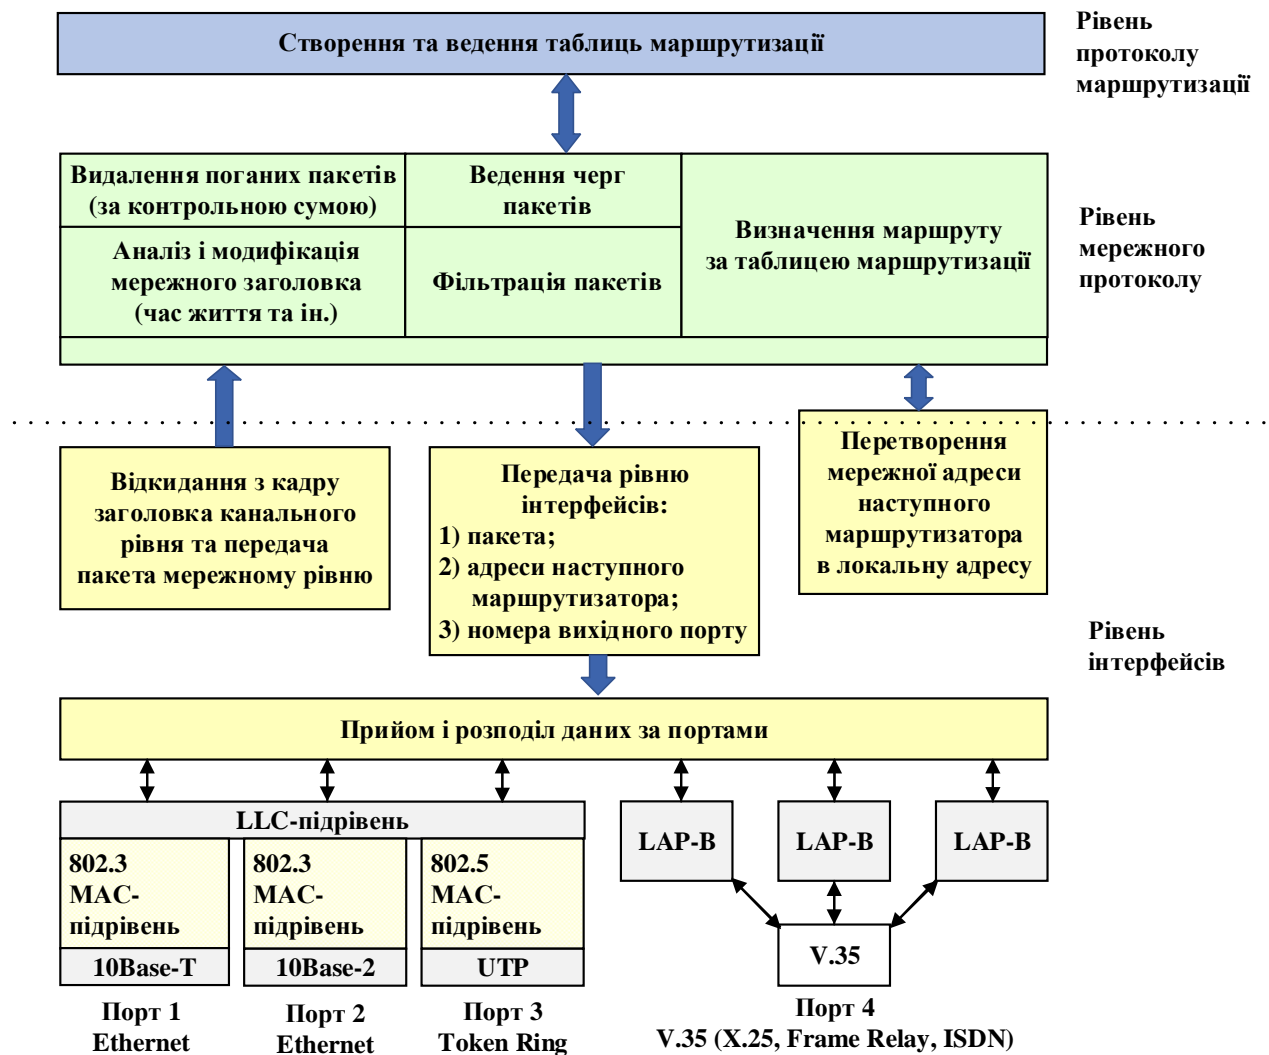 Створення та ведення таблиць маршрутизації
Рівень
протоколу
маршрутизації
Видалення поганих пакетів
(за контрольною сумою)
Ведення черг
пакетів
Визначення маршруту
за таблицею маршрутизації
Аналіз і модифікація
мережного заголовка
(час життя та ін.)
Фільтрація пакетів
Рівень
мережного
протоколу
Відкидання з кадру
заголовка канального
рівня та передача
пакета мережному рівню
Передача рівню
інтерфейсів:
1) пакета;
2) адреси наступного
маршрутизатора;
3) номера вихідного порту
Перетворення
мережної адреси
наступного
маршрутизатора
в локальну адресу
Рівень
інтерфейсів
Прийом і розподіл даних за портами
LLC-підрівень
LAP-B
LAP-B
LAP-B
802.3
MAC-
підрівень
802.3
MAC-
підрівень
802.5
MAC-
підрівень
10Base-T
10Base-2
UTP
V.35
Порт 1
Ethernet
Порт 2
Ethernet
Порт 3
Token Ring
Порт 4
V.35 (X.25, Frame Relay, ISDN)